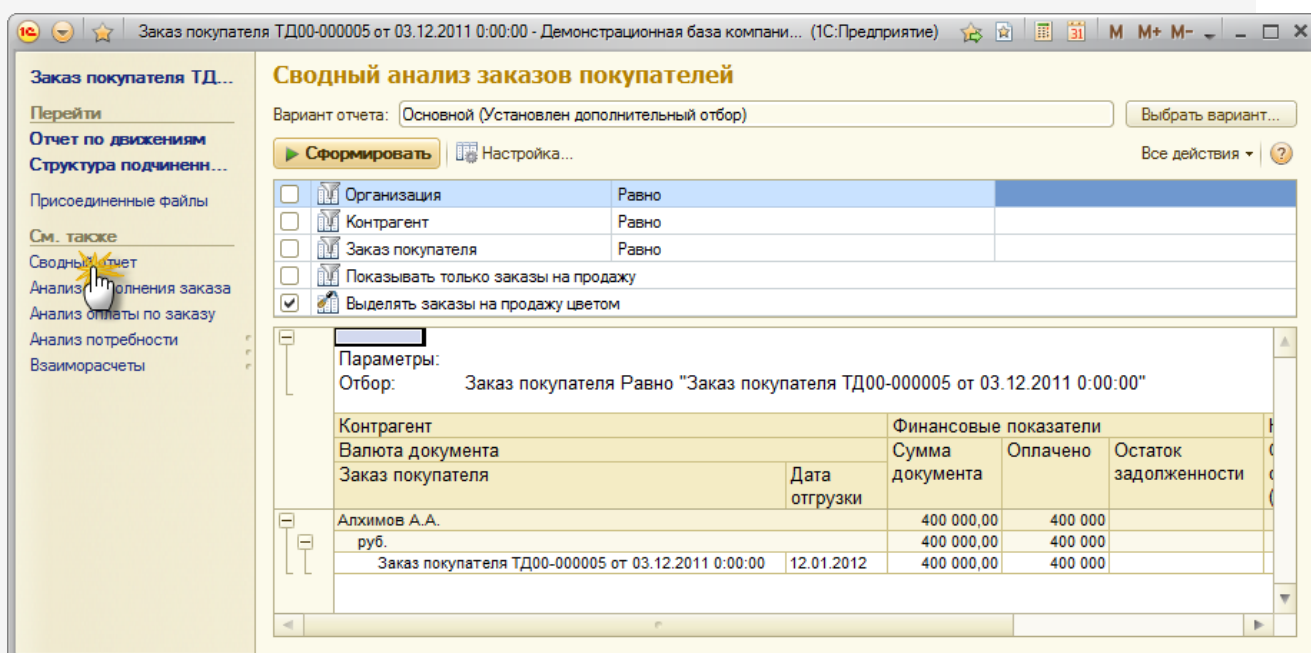 Заказ покупателя ТД00-000005 от 03.12.2011 0:00:00 - Демонстрационная база компани... (1С:Предприятие) 31 M M+ M-
Заказ покупателя ТД...
Перейти
Отчет по движениям
Структура подчиненн...
Присоединенные файлы
См. также
Сводный отчет
Анализ выполнения заказа
Анализ оплаты по заказу
Анализ потребности
Взаиморасчеты
Сводный анализ заказов покупателей
Вариант отчета: Основной (Установлен дополнительный отбор) Выбрать вариант...
Сформировать Настройка... Все действия ?
Организация Равно
Контрагент Равно
Заказ покупателя Равно
Показывать только заказы на продажу
Выделять заказы на продажу цветом
Параметры:
Отбор: Заказ покупателя Равно "Заказ покупателя ТД00-000005 от 03.12.2011 0:00:00"
Контрагент Финансовые показатели
Валюта документа Сумма документа Оплачено Остаток задолженности
Заказ покупателя Дата отгрузки
Алхимов А.А. 400 000,00 400 000
руб. 400 000,00 400 000
Заказ покупателя ТД00-000005 от 03.12.2011 0:00:00 12.01.2012 400 000,00 400 000